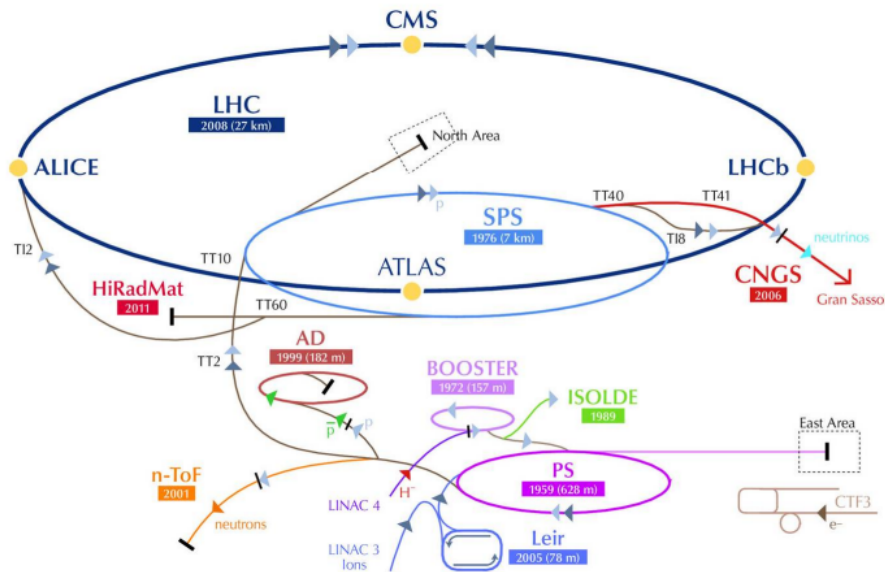 CMS
LHC
2008 (27 km)
North Area
ALICE
LHCb
TT40
TT41
p
SPS
1976 (7 km)
TI8
neutrinos
TI2
TT10
ATLAS
CNGS
2006
Gran Sasso
HiRadMat
2011
TT60
AD
1999 (182 m)
TT2
BOOSTER
1972 (157 m)
ISOLDE
1989
p
p
East Area
n-ToF
2001
PS
1959 (628 m)
H⁻
LINAC 4
neutrons
CTF3
e–
LINAC 3
Ions
Leir
2005 (78 m)